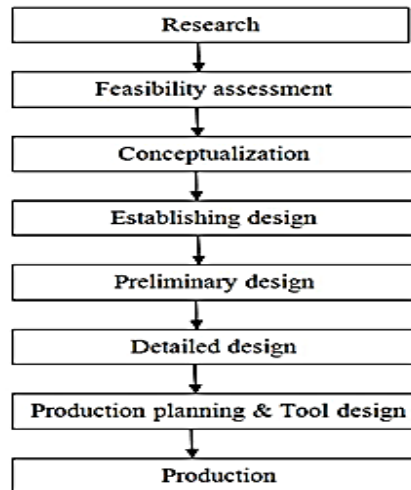 Research
Feasibility assessment
Conceptualization
Establishing design
Preliminary design
Detailed design
Production planning & Tool design
Production